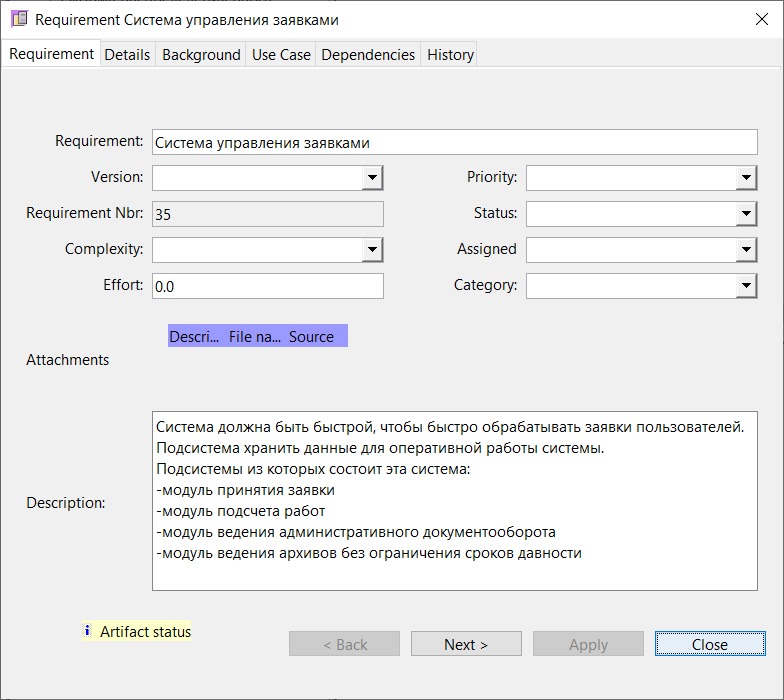 Requirement Система управления заявками
Requirement Details Background Use Case Dependencies History
Requirement: Система управления заявками
Version: Priority:
Requirement Nbr: 35 Status:
Complexity: Assigned
Effort: 0.0 Category:
Descri... File na... Source
Attachments
Система должна быть быстрой, чтобы быстро обрабатывать заявки пользователей.
Подсистема хранить данные для оперативной работы системы.
Подсистемы из которых состоит эта система:
-модуль принятия заявки
Description:
-модуль подсчета работ
-модуль ведения административного документооборота
-модуль ведения архивов без ограничения сроков давности
Artifact status
< Back Next > Apply Close